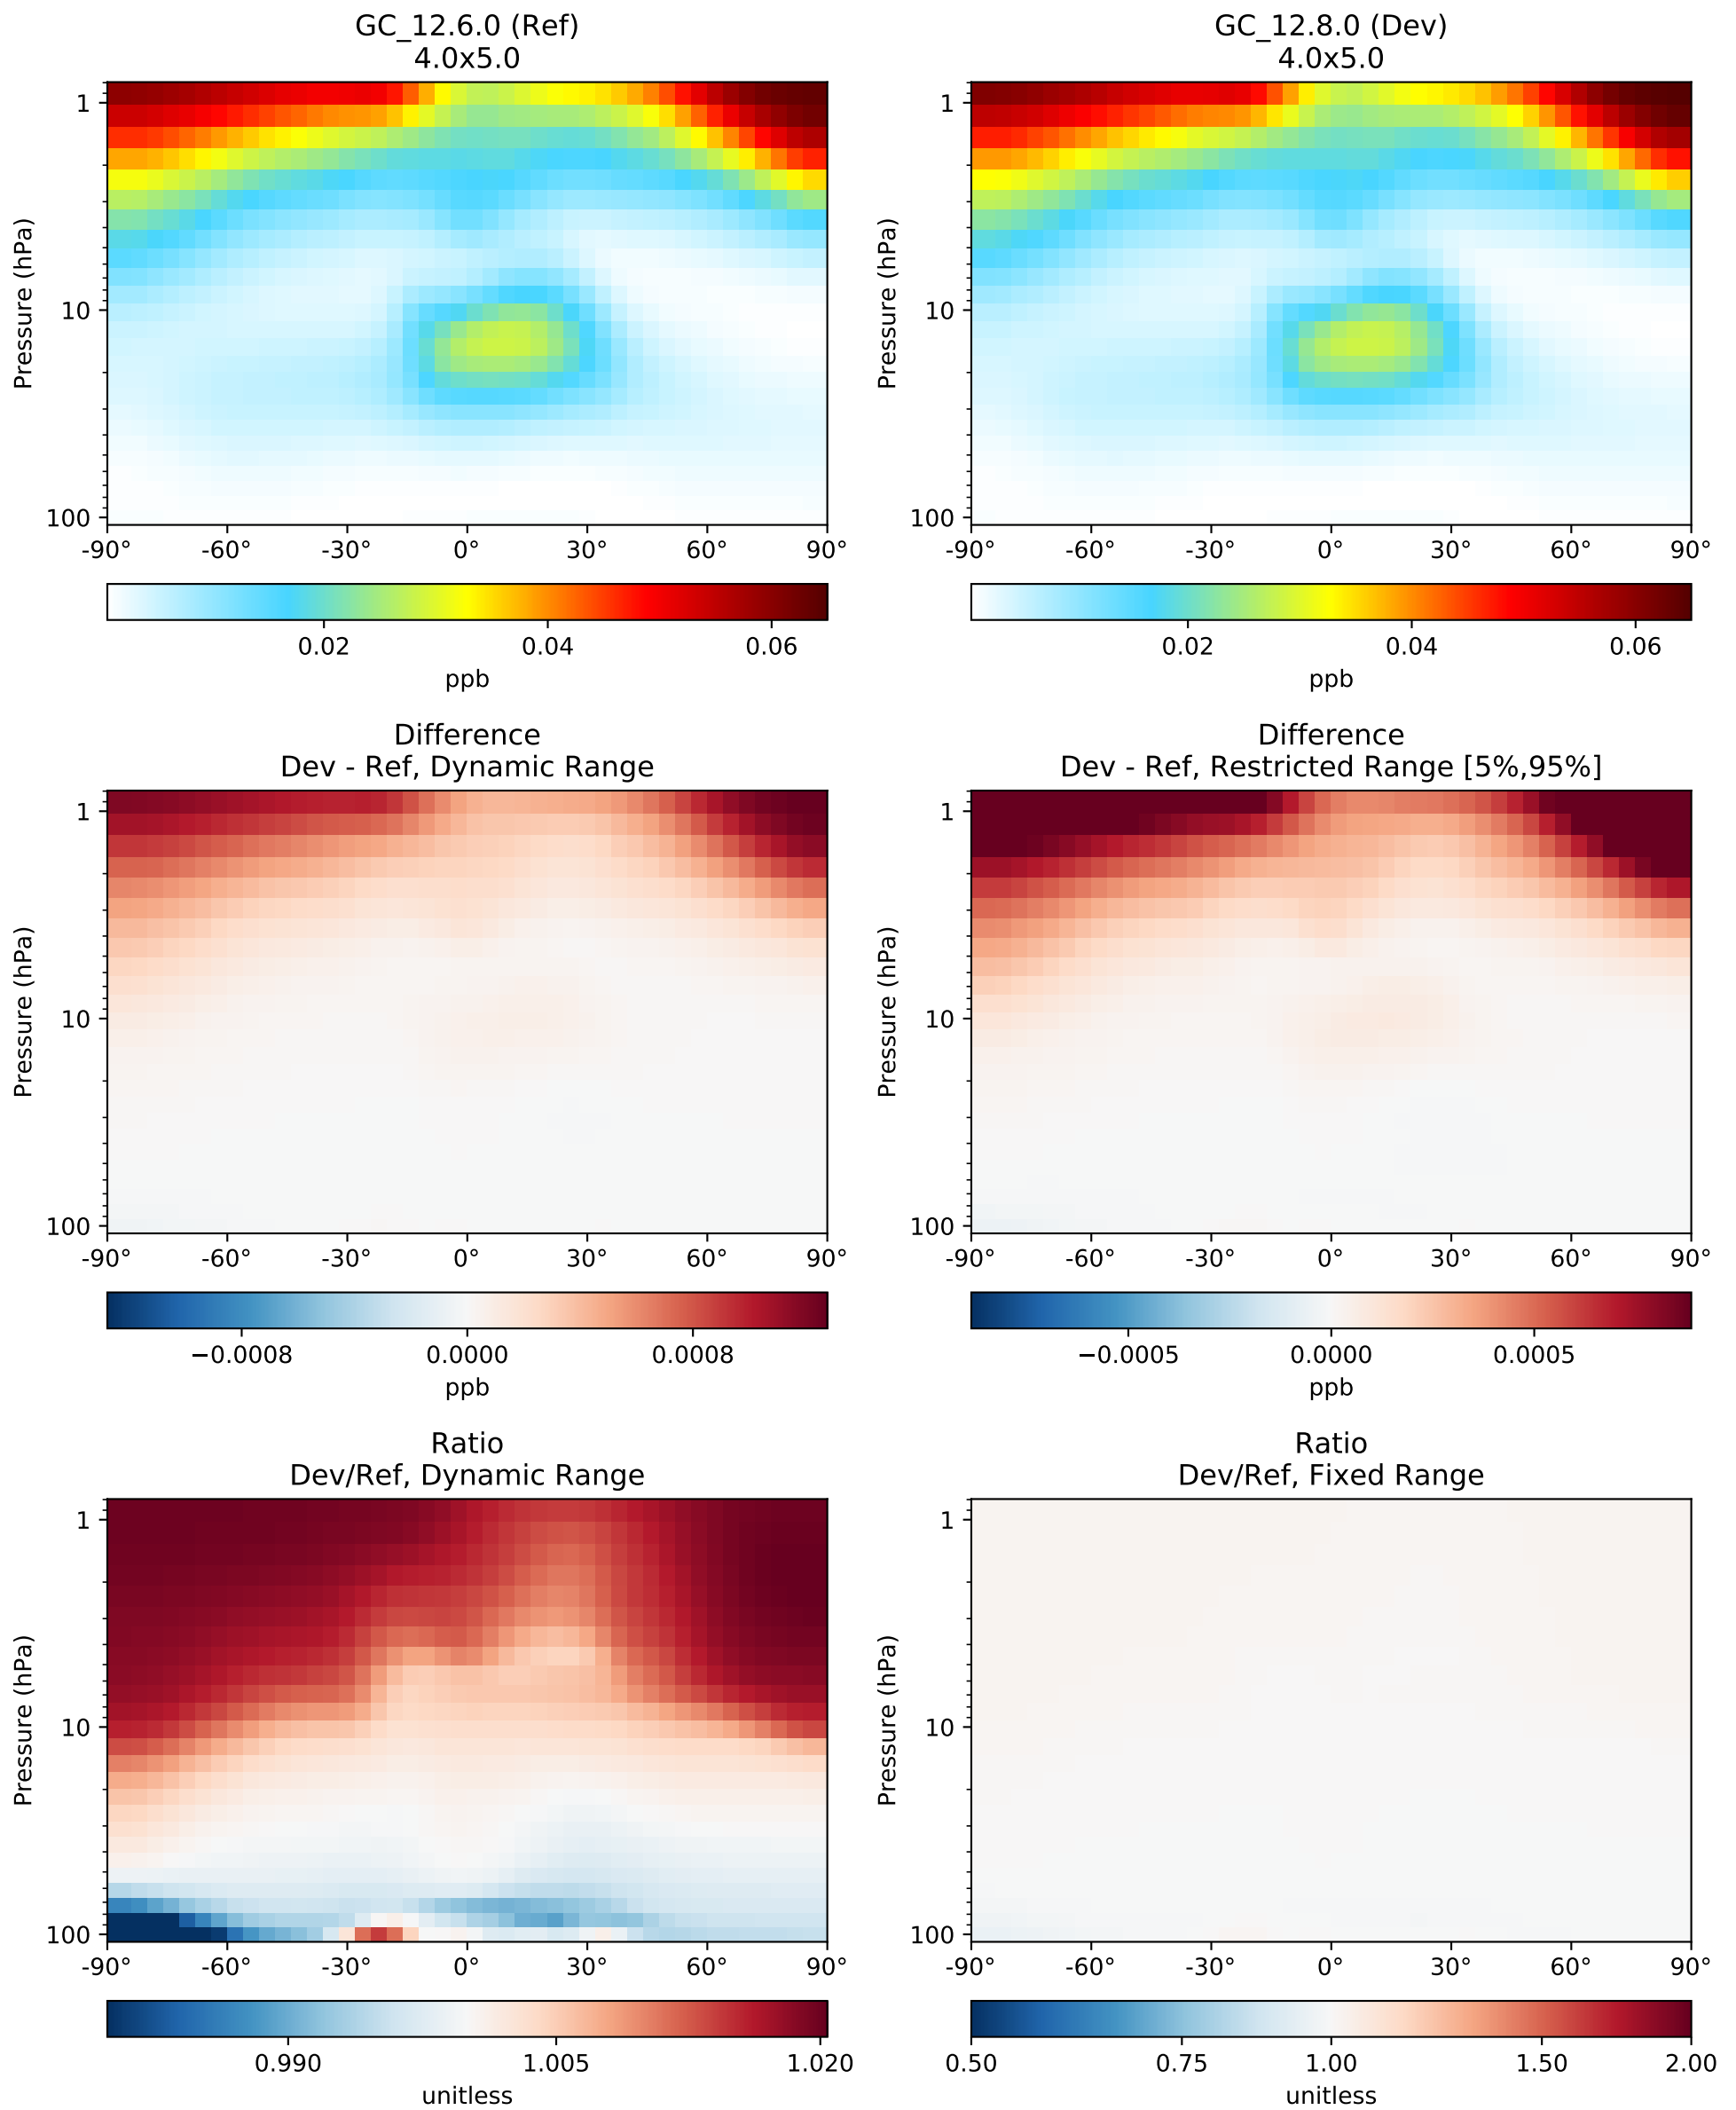 GC_12.6.0 (Ref)
4.0x5.0
Pressure (hPa)
1
10
100
-90° -60° -30° 0° 30° 60° 90°
0.02 0.04 0.06
ppb
GC_12.8.0 (Dev)
4.0x5.0
Pressure (hPa)
1
10
100
-90° -60° -30° 0° 30° 60° 90°
0.02 0.04 0.06
ppb
Difference
Dev - Ref, Dynamic Range
Pressure (hPa)
1
10
100
-90° -60° -30° 0° 30° 60° 90°
−0.0008 0.0000 0.0008
ppb
Difference
Dev - Ref, Restricted Range [5%,95%]
Pressure (hPa)
1
10
100
-90° -60° -30° 0° 30° 60° 90°
−0.0005 0.0000 0.0005
ppb
Ratio
Dev/Ref, Dynamic Range
Pressure (hPa)
1
10
100
-90° -60° -30° 0° 30° 60° 90°
0.990 1.005 1.020
unitless
Ratio
Dev/Ref, Fixed Range
Pressure (hPa)
1
10
100
-90° -60° -30° 0° 30° 60° 90°
0.50 0.75 1.00 1.50 2.00
unitless